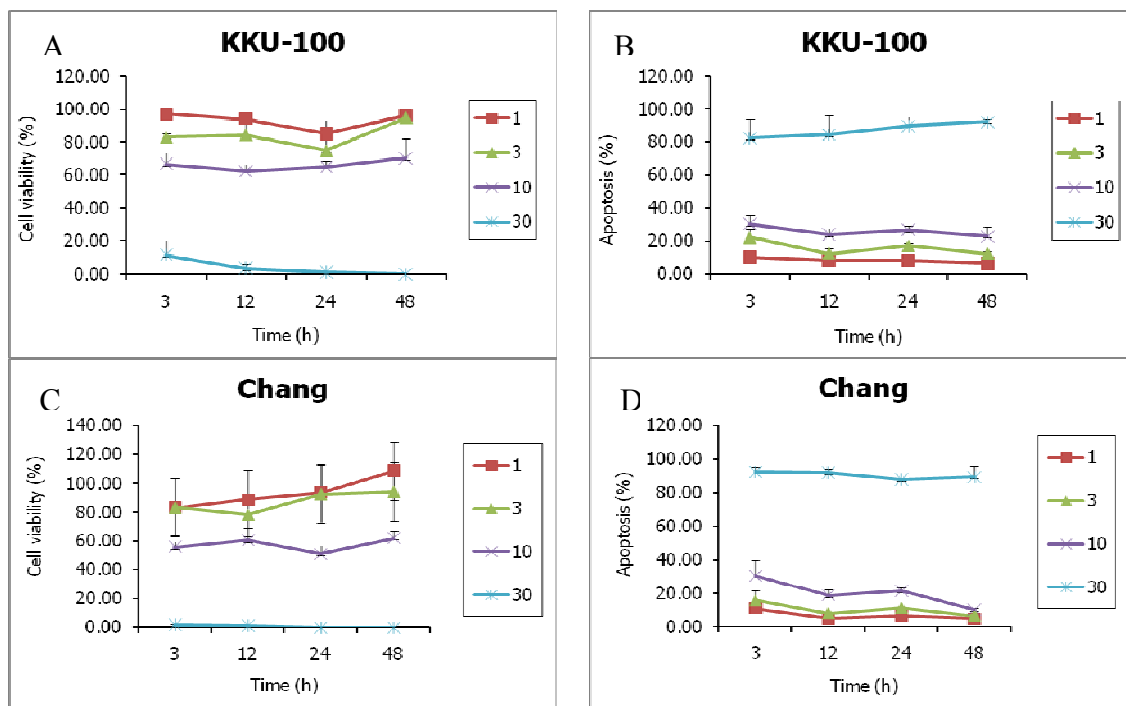 A
KKU-100
120.00
100.00
80.00
60.00
40.00
20.00
0.00
Cell viability (%)
3 12 24 48
Time (h)
1
3
10
30
B
KKU-100
120.00
100.00
80.00
60.00
40.00
20.00
0.00
Apoptosis (%)
3 12 24 48
Time (h)
1
3
10
30
C
Chang
140.00
120.00
100.00
80.00
60.00
40.00
20.00
0.00
Cell viability (%)
3 12 24 48
Time (h)
1
3
10
30
D
Chang
120.00
100.00
80.00
60.00
40.00
20.00
0.00
Apoptosis (%)
3 12 24 48
Time (h)
1
3
10
30